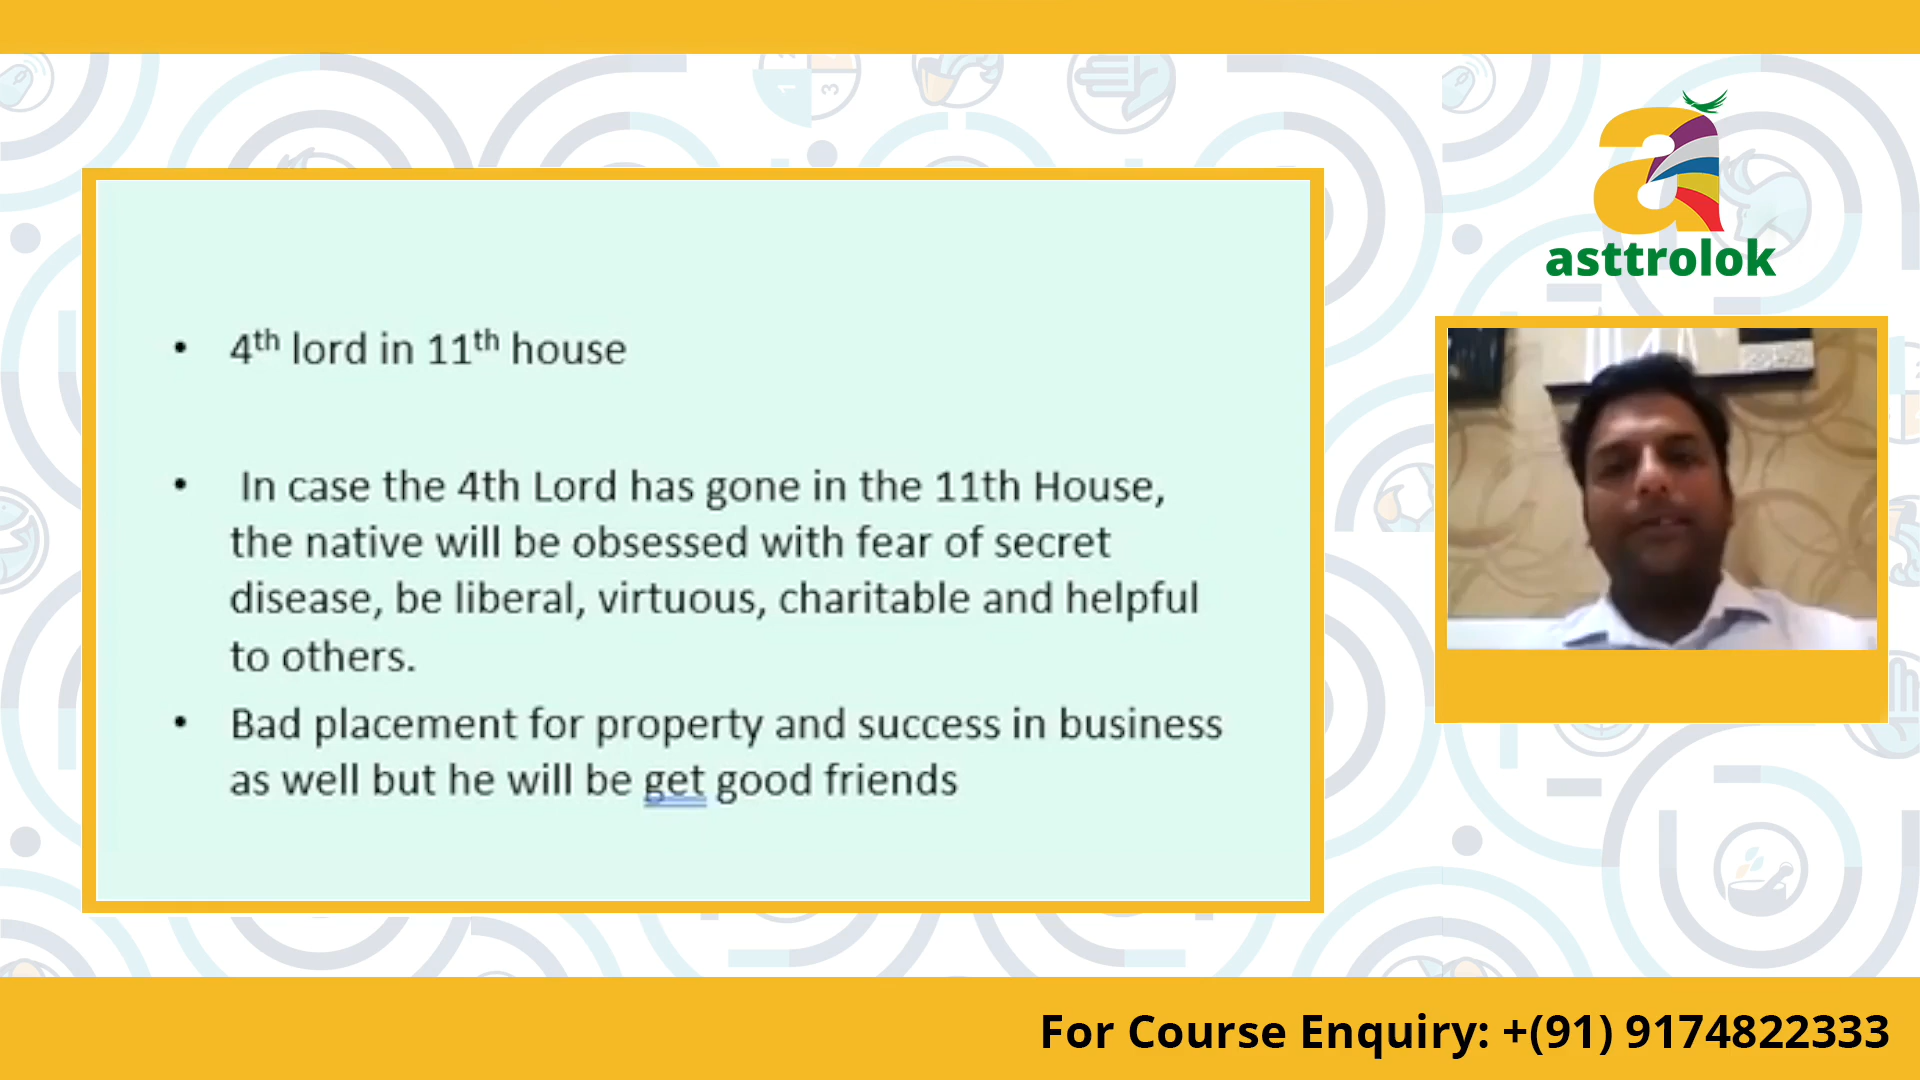 asttrolok
• 4th lord in 11th house
• In case the 4th Lord has gone in the 11th House,
the native will be obsessed with fear of secret
disease, be liberal, virtuous, charitable and helpful
to others.
• Bad placement for property and success in business
as well but he will be get good friends
For Course Enquiry: +(91) 9174822333